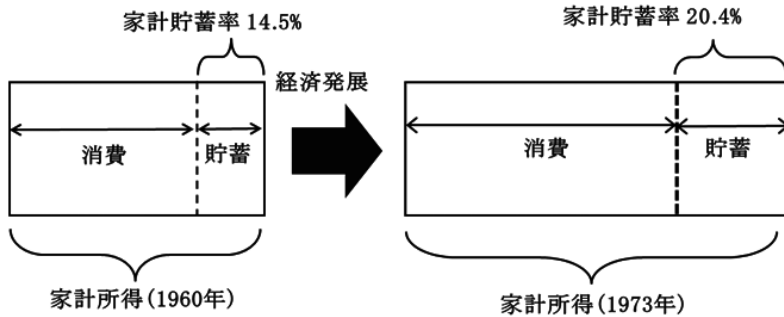 家計貯蓄率 14.5%
消費
貯蓄
家計所得(1960年)
経済発展
家計貯蓄率 20.4%
消費
貯蓄
家計所得(1973年)